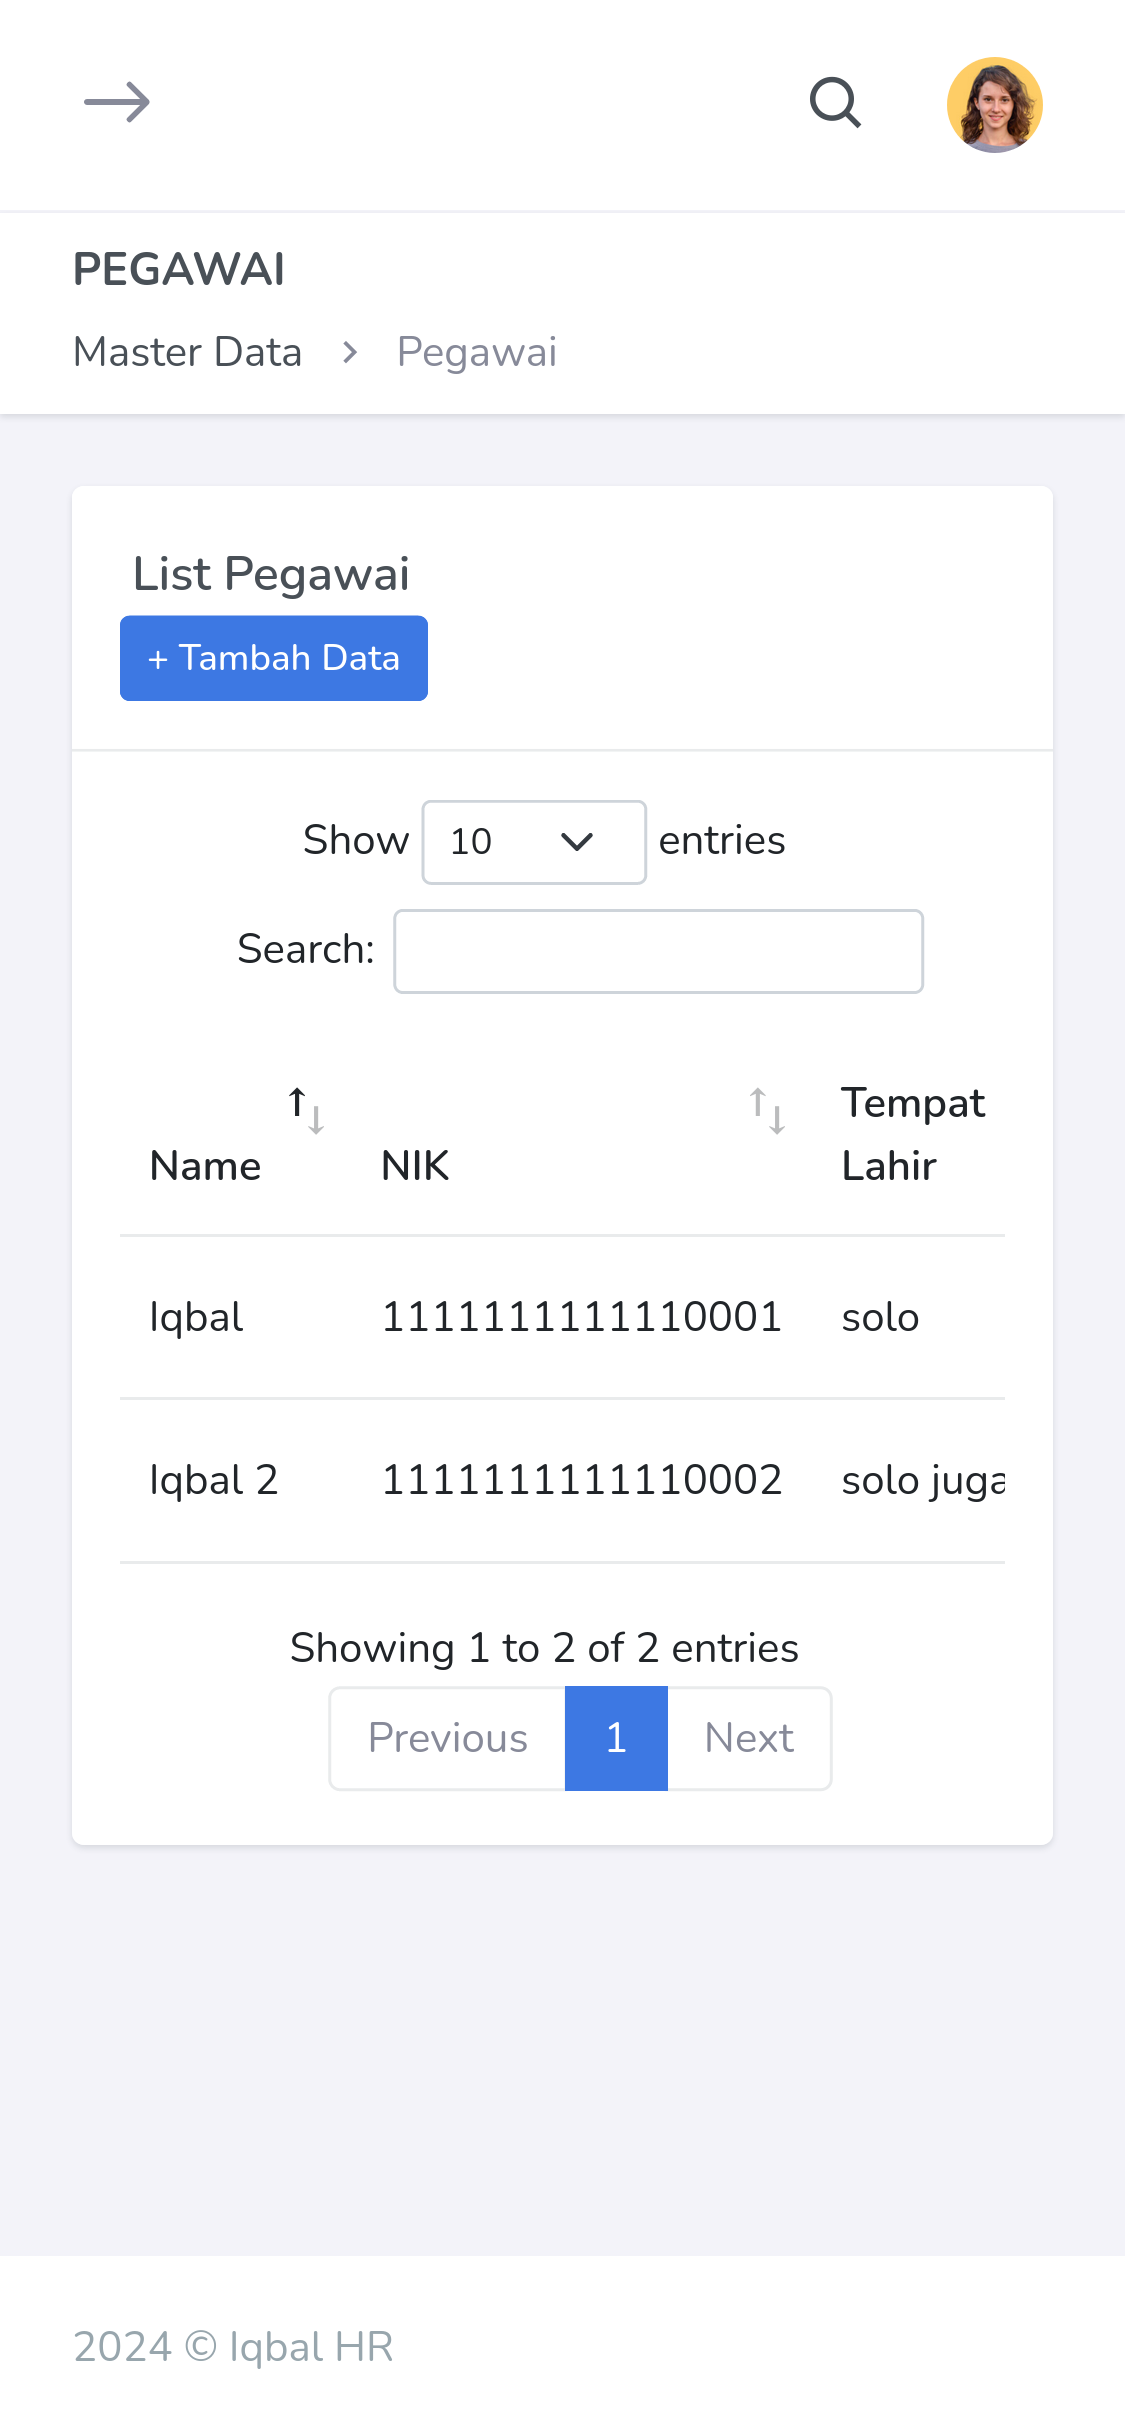 PEGAWAI
Master Data > Pegawai
List Pegawai
+ Tambah Data
Show 10 entries
Search:
Name NIK Tempat Lahir
Iqbal 1111111111110001 solo
Iqbal 2 1111111111110002 solo juga
Showing 1 to 2 of 2 entries
Previous 1 Next
2024 © Iqbal HR